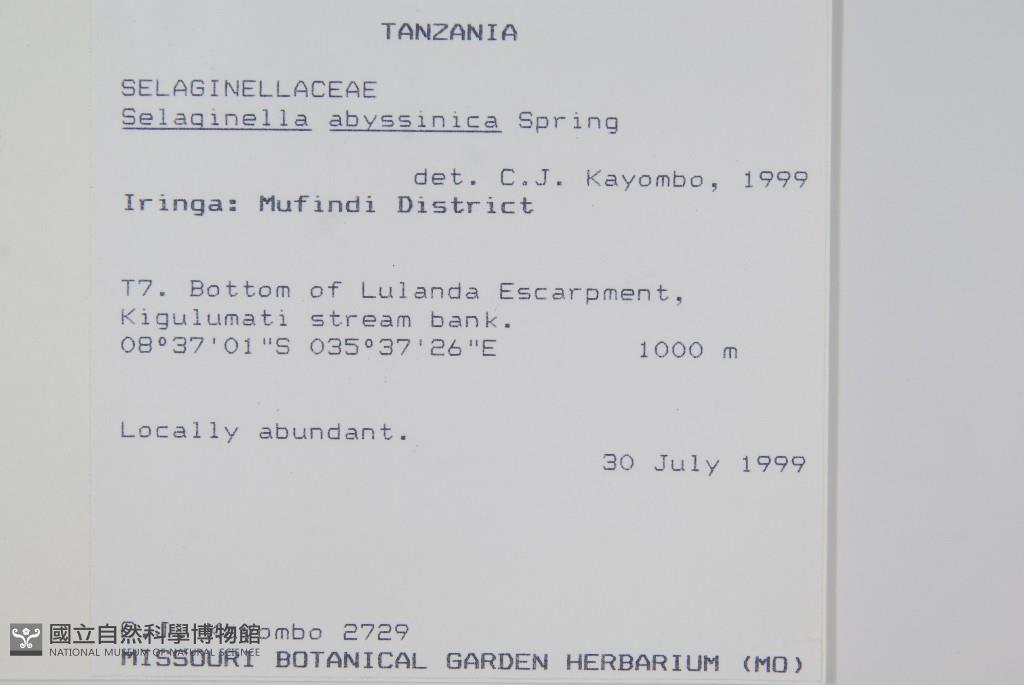 TANZANIA
SELAGINELLACEAE
Selaginella abyssinica Spring
det. C.J. Kayombo, 1999
Iringa: Mufindi District
T7. Bottom of Lulanda Escarpment,
Kigulumati stream bank.
08°37'01"S 035°37'26"E 1000 m
Locally abundant.
30 July 1999
C.J. Kayombo 2729
MISSOURI BOTANICAL GARDEN HERBARIUM (MO)
國立自然科學博物館
NATIONAL MUSEUM OF NATURAL SCIENCE